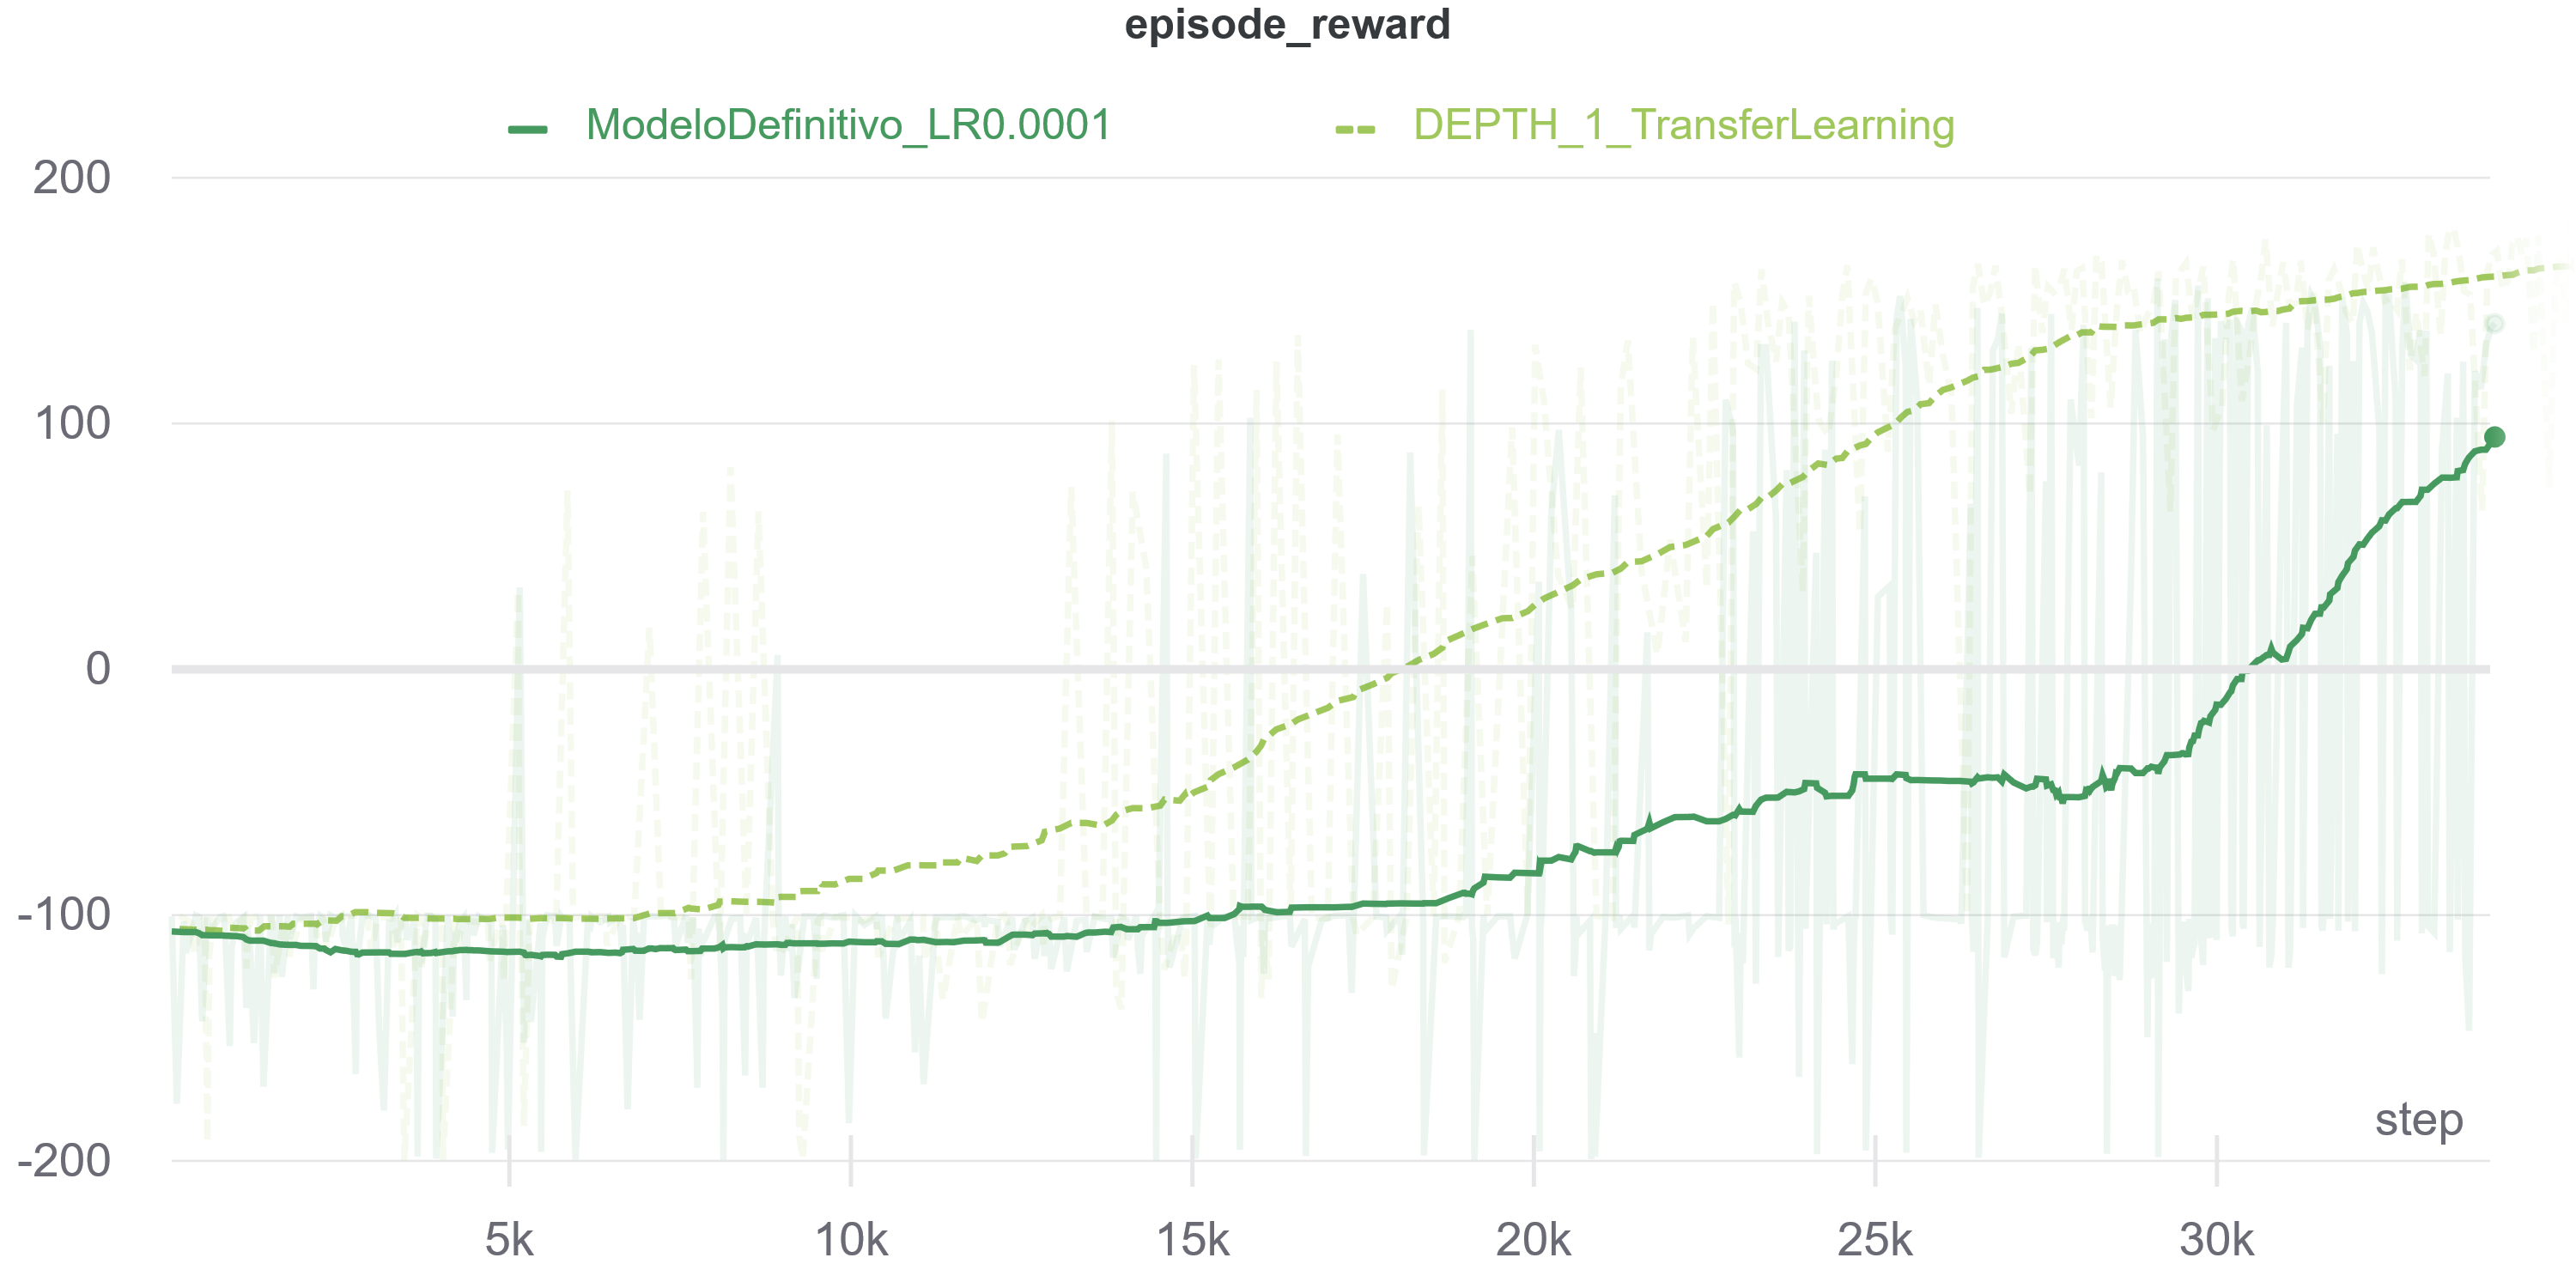 episode_reward
ModeloDefinitivo_LR0.0001 DEPTH_1_TransferLearning
200
100
0
-100
-200
step
5k 10k 15k 20k 25k 30k